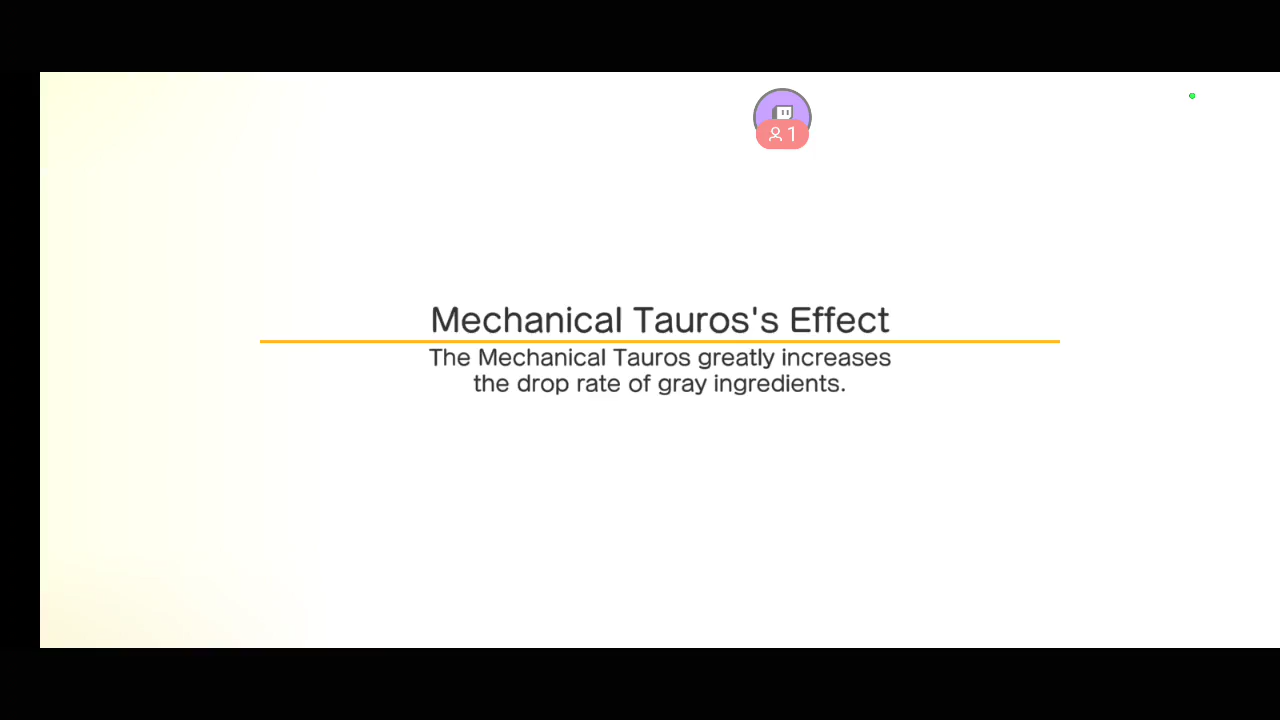 1
Mechanical Tauros's Effect
The Mechanical Tauros greatly increases
the drop rate of gray ingredients.